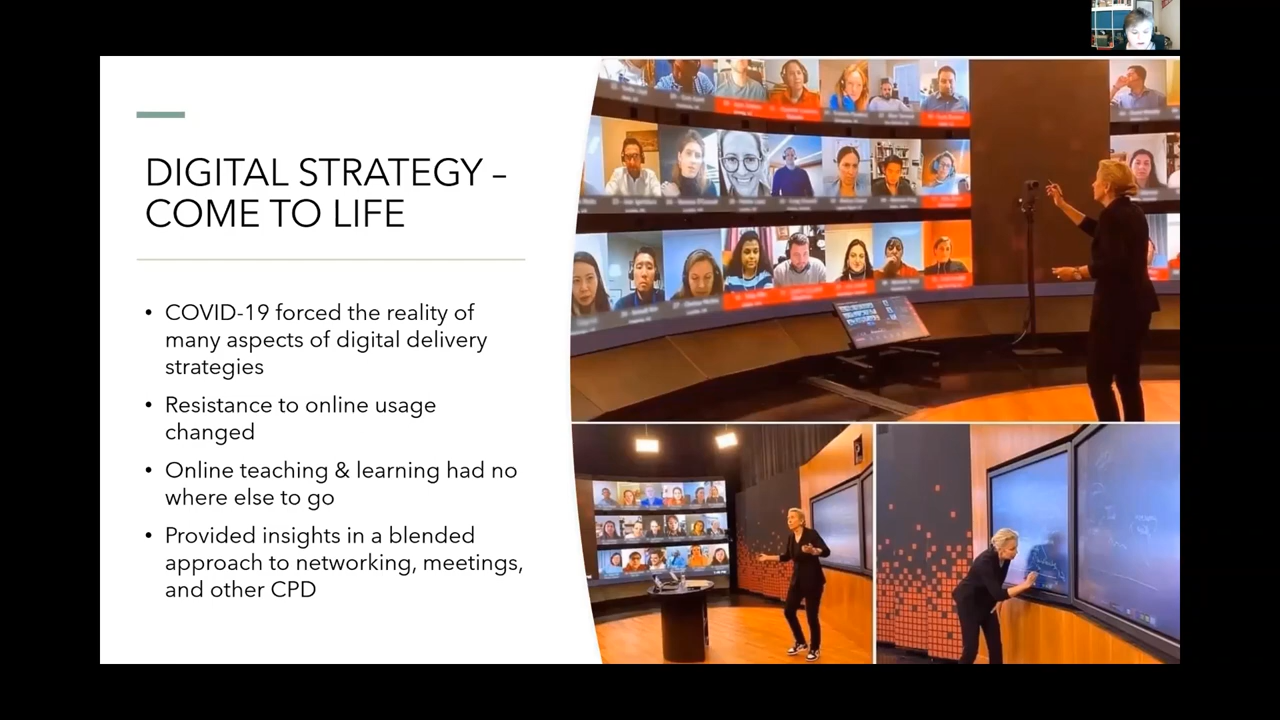 DIGITAL STRATEGY –
COME TO LIFE
• COVID-19 forced the reality of
many aspects of digital delivery
strategies
• Resistance to online usage
changed
• Online teaching & learning had no
where else to go
• Provided insights in a blended
approach to networking, meetings,
and other CPD